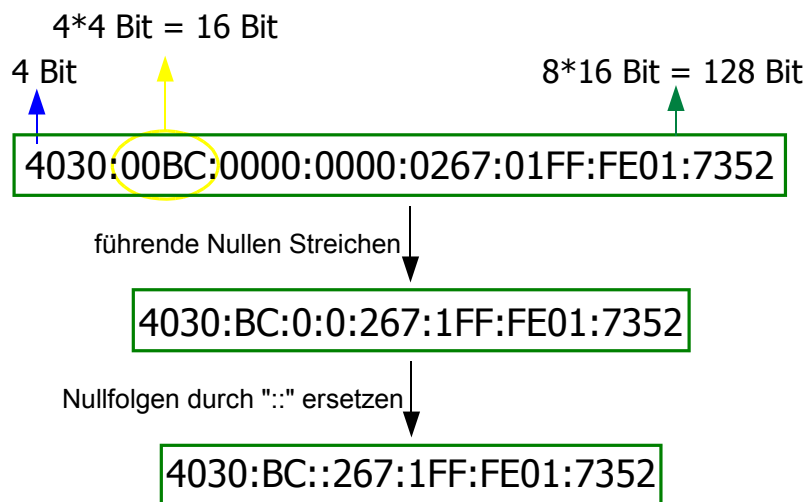 4*4 Bit = 16 Bit
4 Bit
8*16 Bit = 128 Bit
4030:00BC:0000:0000:0267:01FF:FE01:7352
führende Nullen Streichen
4030:BC:0:0:267:1FF:FE01:7352
Nullfolgen durch "::" ersetzen
4030:BC::267:1FF:FE01:7352